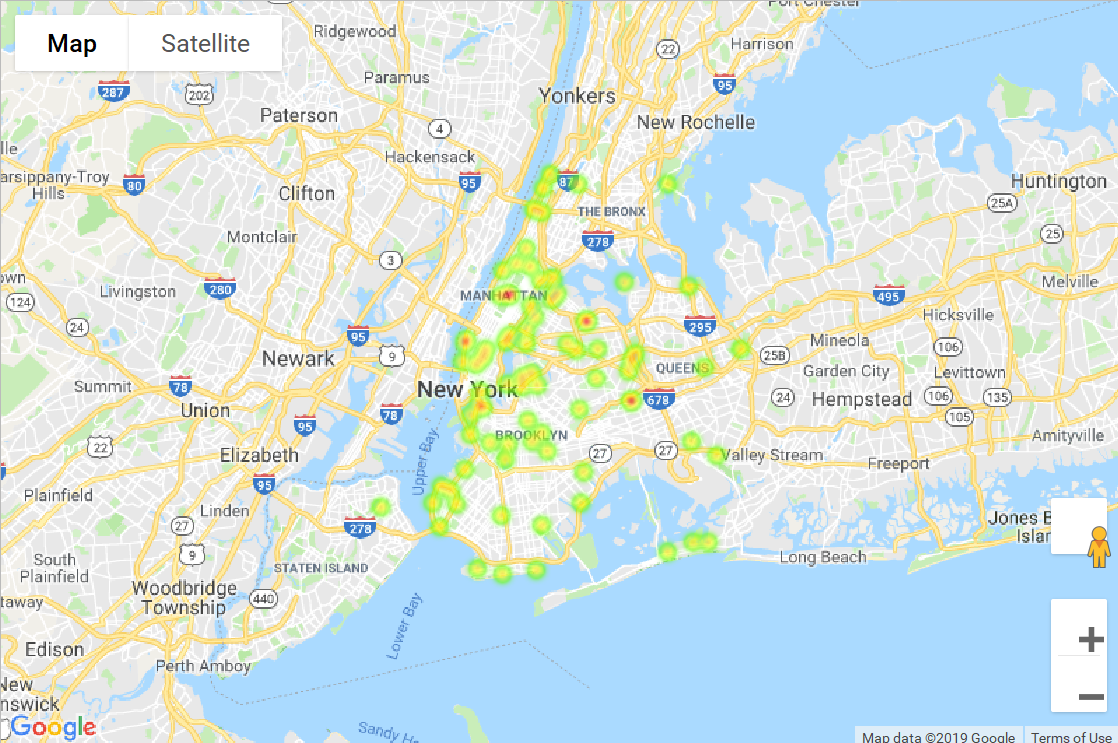 Map
Satellite
Ridgewood
Port Chester
22
Harrison
Paramus
95
287
202
Yonkers
Paterson
New Rochelle
4
Hackensack
arsippany-Troy
Hills
80
95
87
Huntington
Clifton
25A
THE BRONX
Montclair
278
25
3
280
Livingston
MANHATTAN
495
Melville
124
Hicksville
24
95
295
Mineola
106
9
25B
Newark
QUEENS
Garden City
Levittown
Summit
78
New York
678
24
Hempstead
106
135
Union
78
105
95
BROOKLYN
Amityville
22
Elizabeth
27
27
Valley Stream
Freeport
Upper Bay
95
Plainfield
Linden
27
278
Jones B
Islan
9
South
Plainfield
STATEN ISLAND
Long Beach
Woodbridge
Township
440
taway
Lower Bay
Edison
Perth Amboy
New
nswick
Google
Sandy Ho
Map data ©2019 Google
Terms of Use